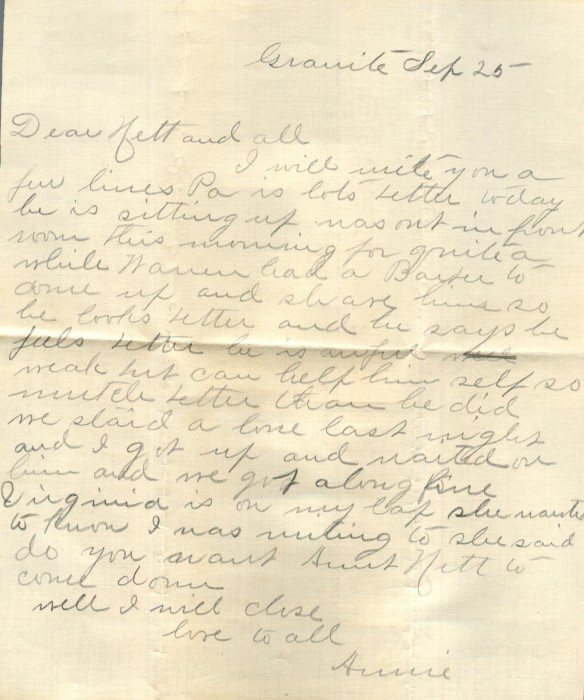 Granite Sep 25
Dear Nett and all
I will write you a
few lines Pa is lots better today
he is sitting up was out in front
room this morning for quite a
while Warren had a Barber to
come up and shave him so
he looks better and he says he
feels better he is awful
weak but can help him self so
mutch better than he did
we staid a lone last night
and I got up and waited on
him and we got along fine
Virginia is on my lap she wants
to know I was writing to she said
do you want Aunt Nett to
come down
well I will close
love to all
Annie